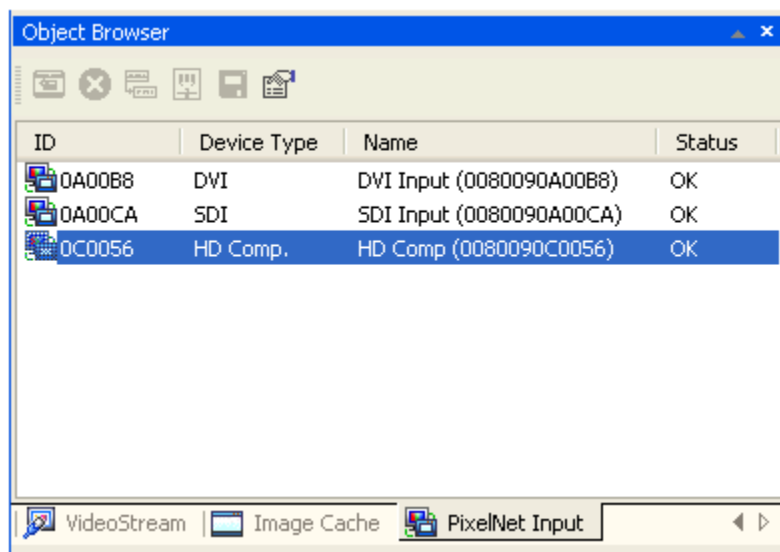 Object Browser
ID Device Type Name Status
0A00B8 DVI DVI Input (0080090A00B8) OK
0A00CA SDI SDI Input (0080090A00CA) OK
0C0056 HD Comp. HD Comp (0080090C0056) OK
VideoStream Image Cache PixelNet Input